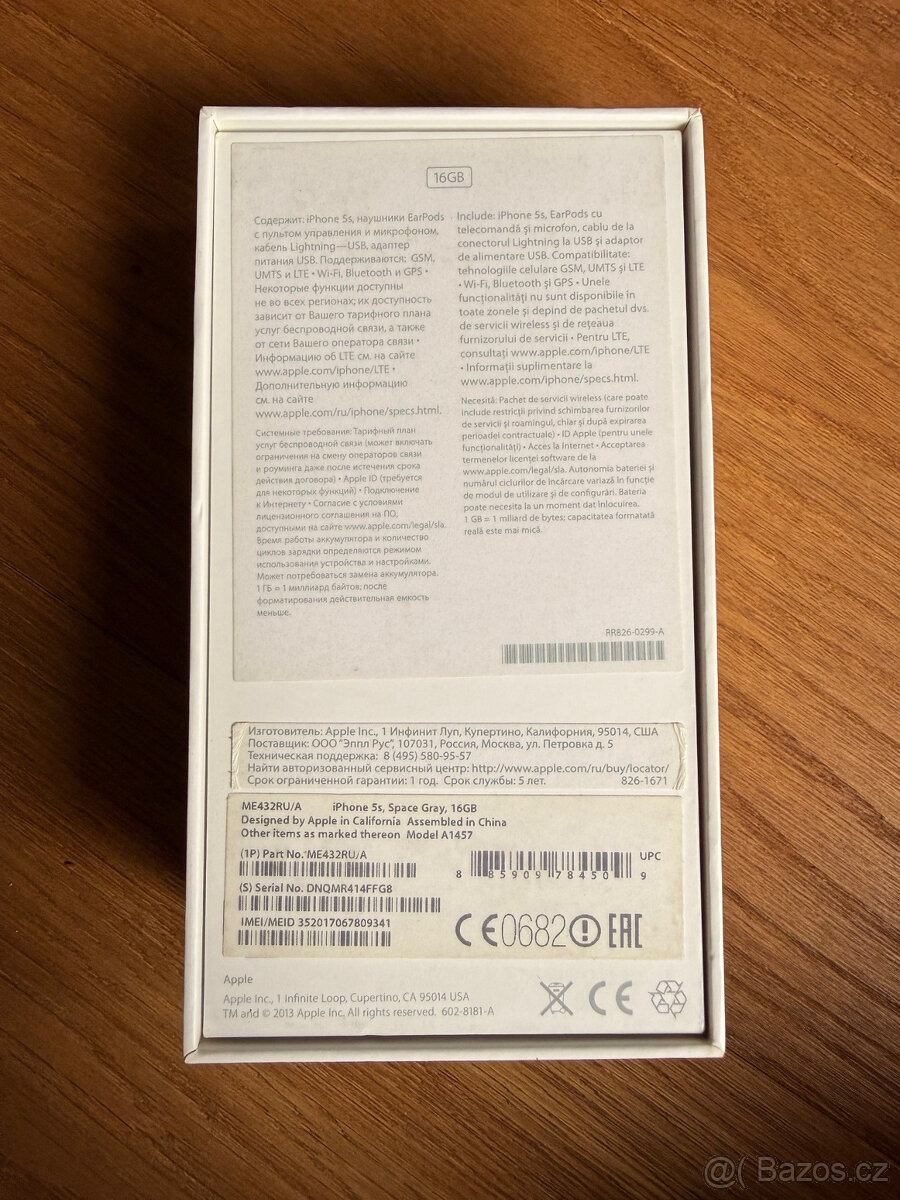 16GB
Содержит: iPhone 5s, наушники EarPods
с пультом управления и микрофоном,
кабель Lightning—USB, адаптер
питания USB. Поддерживаются: GSM,
UMTS и LTE • Wi-Fi, Bluetooth и GPS •
Некоторые функции доступны
не во всех регионах; их доступность
зависит от Вашего тарифного плана
услуг беспроводной связи, а также
от сети Вашего оператора связи •
Информацию об LTE см. на сайте
www.apple.com/iphone/LTE •
Дополнительную информацию
см. на сайте
www.apple.com/ru/iphone/specs.html.
Системные требования: Тарифный план
услуг беспроводной связи (может включать
ограничения на смену операторов связи
и роуминга даже после истечения срока
действия договора) • Apple ID (требуется
для некоторых функций) • Подключение
к Интернету • Согласие с условиями
лицензионного соглашения на ПО,
доступными на сайте www.apple.com/legal/sla.
Время работы аккумулятора и количество
циклов зарядки определяются режимом
использования устройства и настройками.
Может потребоваться замена аккумулятора.
1 ГБ = 1 миллиард байтов; после
форматирования действительная емкость
меньше.
Include: iPhone 5s, EarPods cu
telecomandă și microfon, cablu de la
conectorul Lightning la USB și adaptor
de alimentare USB. Compatibilitate:
tehnologiile celulare GSM, UMTS și LTE
• Wi-Fi, Bluetooth și GPS • Unele
funcționalități nu sunt disponibile în
toate zonele și depind de pachetul dvs.
de servicii wireless și de rețeaua
furnizorului de servicii • Pentru LTE,
consultați www.apple.com/iphone/LTE
• Informații suplimentare la
www.apple.com/iphone/specs.html.
Necesită: Pachet de servicii wireless (care poate
include restricții privind schimbarea furnizorilor
de servicii și roamingul, chiar și după expirarea
perioadei contractuale) • ID Apple (pentru unele
funcționalități) • Acces la Internet • Acceptarea
termenelor licenței software de la
www.apple.com/legal/sla. Autonomia bateriei și
numărul ciclurilor de încărcare variază în funcție
de modul de utilizare și de configurări. Bateria
poate necesita la un moment dat înlocuirea.
1 GB = 1 miliard de bytes; capacitatea formatată
reală este mai mică.
RR826-0299-A
Изготовитель: Apple Inc., 1 Инфинит Луп, Купертино, Калифорния, 95014, США
Поставщик: ООО "Эппл Рус", 107031, Россия, Москва, ул. Петровка д. 5
Техническая поддержка: 8 (495) 580-95-57
Найти авторизованный сервисный центр: http://www.apple.com/ru/buy/locator/
Срок ограниченной гарантии: 1 год. Срок службы: 5 лет. 826-1671
ME432RU/A iPhone 5s, Space Gray, 16GB
Designed by Apple in California Assembled in China
Other items as marked thereon Model A1457
(1P) Part No. ME432RU/A
UPC
8 85909 78450 9
(S) Serial No. DNQMR414FFG8
IMEI/MEID 352017067809341
CE0682 EAC
Apple
Apple Inc., 1 Infinite Loop, Cupertino, CA 95014 USA
TM and © 2013 Apple Inc. All rights reserved. 602-8181-A
CE
@( Bazos.cz